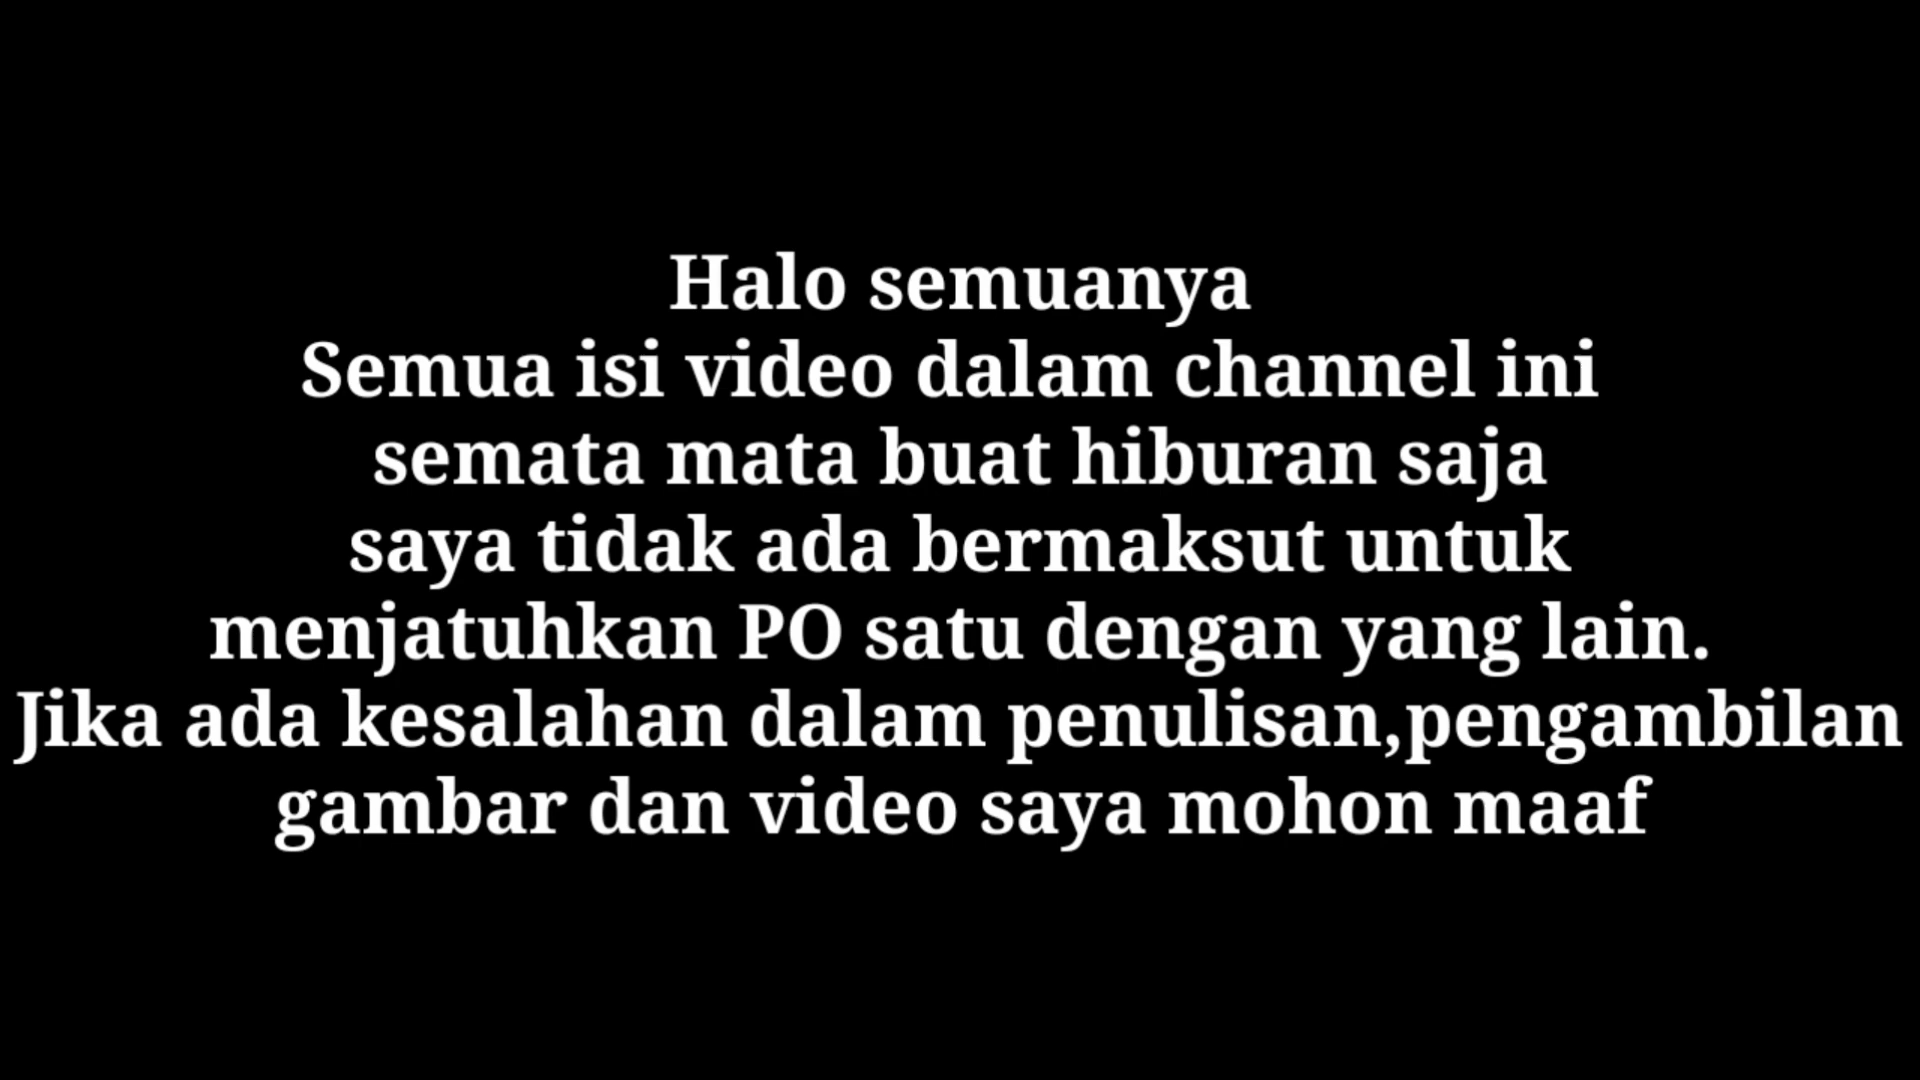 Halo semuanya
Semua isi video dalam channel ini
semata mata buat hiburan saja
saya tidak ada bermaksut untuk
menjatuhkan PO satu dengan yang lain.
Jika ada kesalahan dalam penulisan,pengambilan
gambar dan video saya mohon maaf